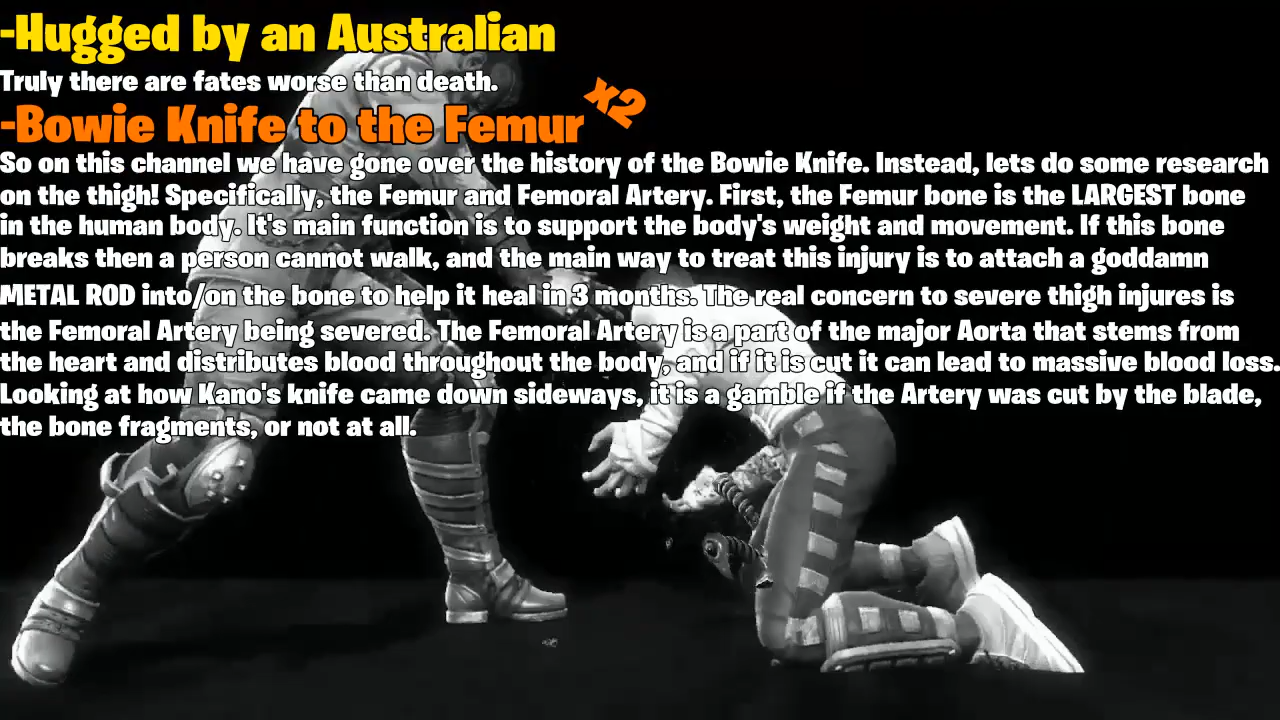 -Hugged by an Australian
Truly there are fates worse than death.
-Bowie Knife to the Femur x2
So on this channel we have gone over the history of the Bowie Knife. Instead, lets do some research
on the thigh! Specifically, the Femur and Femoral Artery. First, the Femur bone is the LARGEST bone
in the human body. It's main function is to support the body's weight and movement. If this bone
breaks then a person cannot walk, and the main way to treat this injury is to attach a goddamn
METAL ROD into/on the bone to help it heal in 3 months. The real concern to severe thigh injures is
the Femoral Artery being severed. The Femoral Artery is a part of the major Aorta that stems from
the heart and distributes blood throughout the body, and if it is cut it can lead to massive blood loss.
Looking at how Kano's knife came down sideways, it is a gamble if the Artery was cut by the blade,
the bone fragments, or not at all.